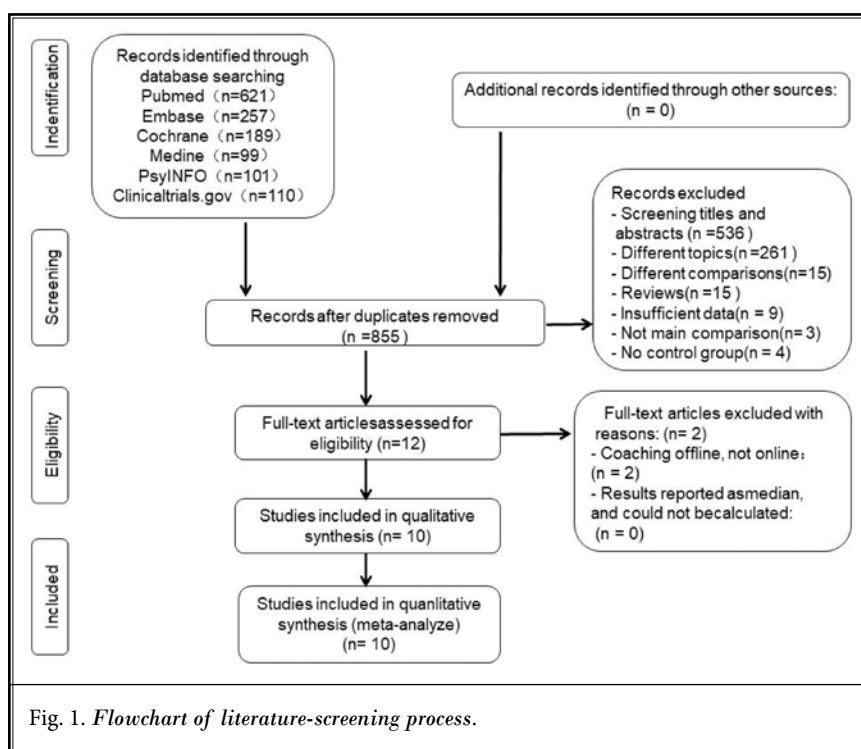 Indentification
Records identified through
database searching
Pubmed（n=621）
Embase（n=257）
Cochrane（n=189）
Medine（n=99）
PsyINFO（n=101）
Clinicaltrials.gov（n=110）
Additional records identified through other sources:
(n = 0)
Screening
Records excluded
- Screening titles and
abstracts (n =536)
- Different topics(n =261 )
- Different comparisons(n=15)
- Reviews(n =15 )
- Insufficient data(n = 9)
- Not main comparison(n= 3)
- No control group(n = 4)
Records after duplicates removed
(n =855 )
Eligibility
Full-text articlesassessed for
eligibility (n=12)
Full-text articles excluded with
reasons: (n= 2)
- Coaching offline, not online：
(n = 2)
- Results reported asmedian,
and could not becalculated:
(n = 0)
Studies included in qualitative
synthesis (n= 10)
Included
Studies included in quanlitative
synthesis (meta-analyze)
(n= 10)
Fig. 1. Flowchart of literature-screening process.